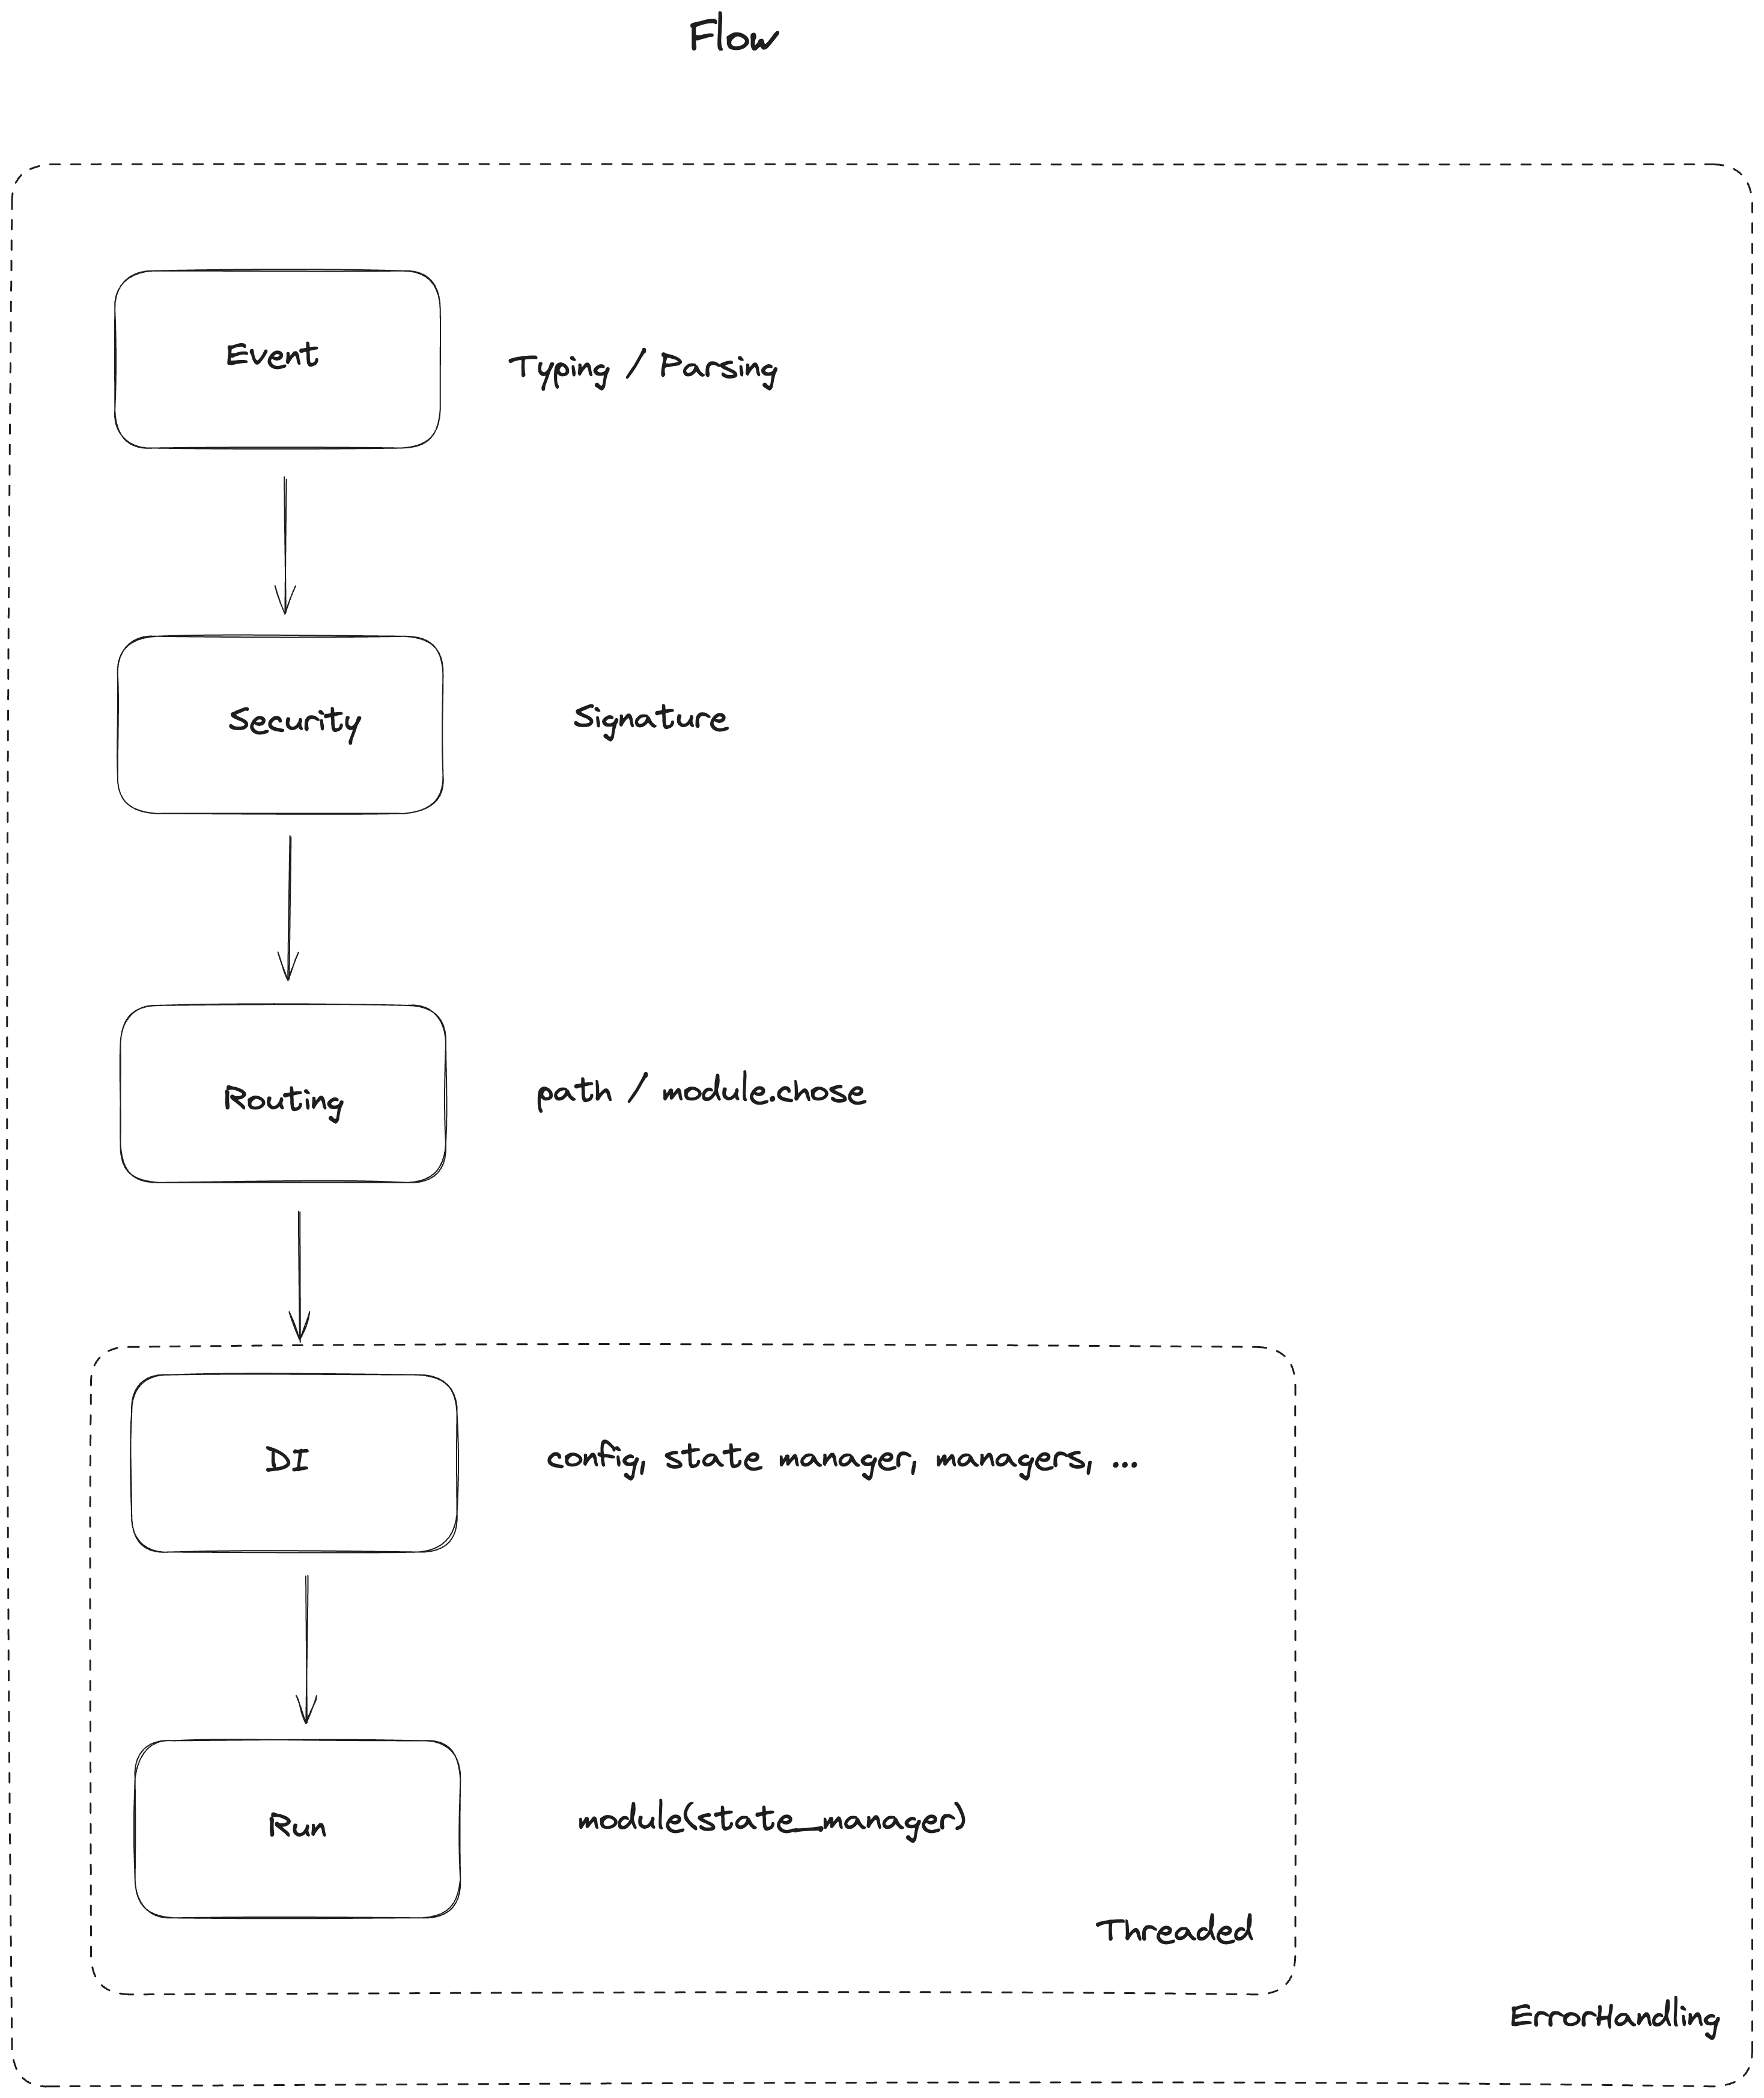 Flow
Event
Typing / Parsing
Security
Signature
Routing
path / module.chose
DI
config, state manager, managers, ...
Run
module(state_manager)
Threaded
ErrorHandling